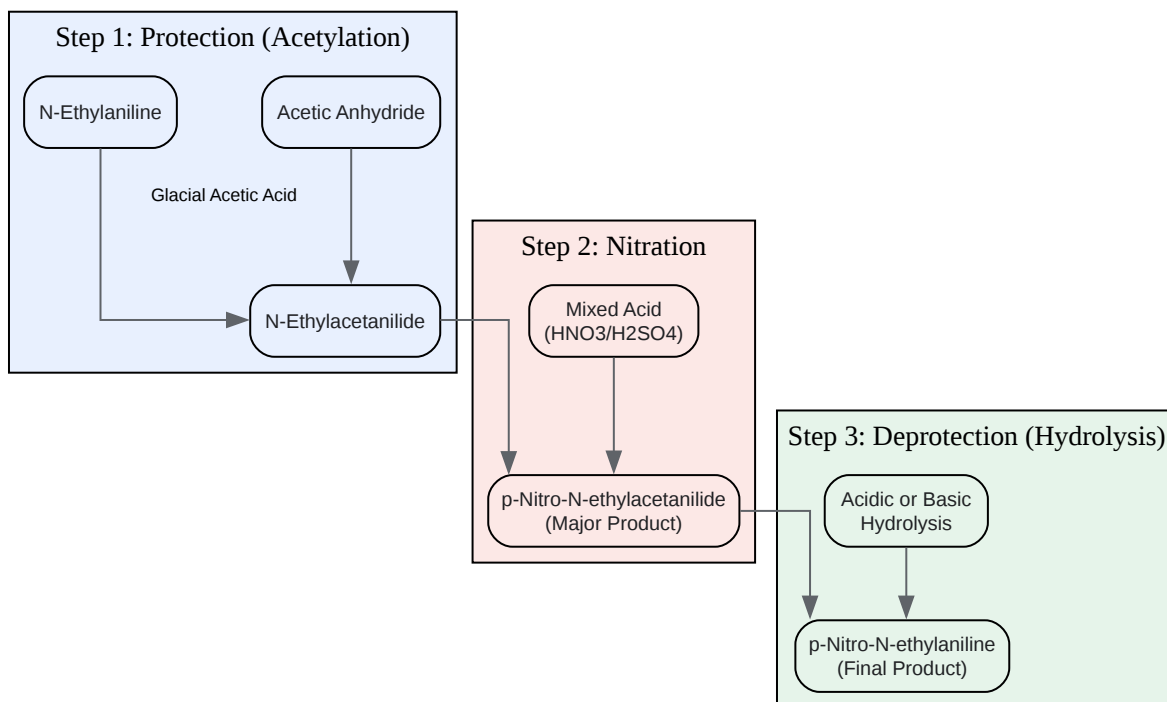 Step 1: Protection (Acetylation)
N-Ethylaniline
Acetic Anhydride
Glacial Acetic Acid
N-Ethylacetanilide
Step 2: Nitration
Mixed Acid
(HNO3/H2SO4)
p-Nitro-N-ethylacetanilide
(Major Product)
Step 3: Deprotection (Hydrolysis)
Acidic or Basic
Hydrolysis
p-Nitro-N-ethylaniline
(Final Product)